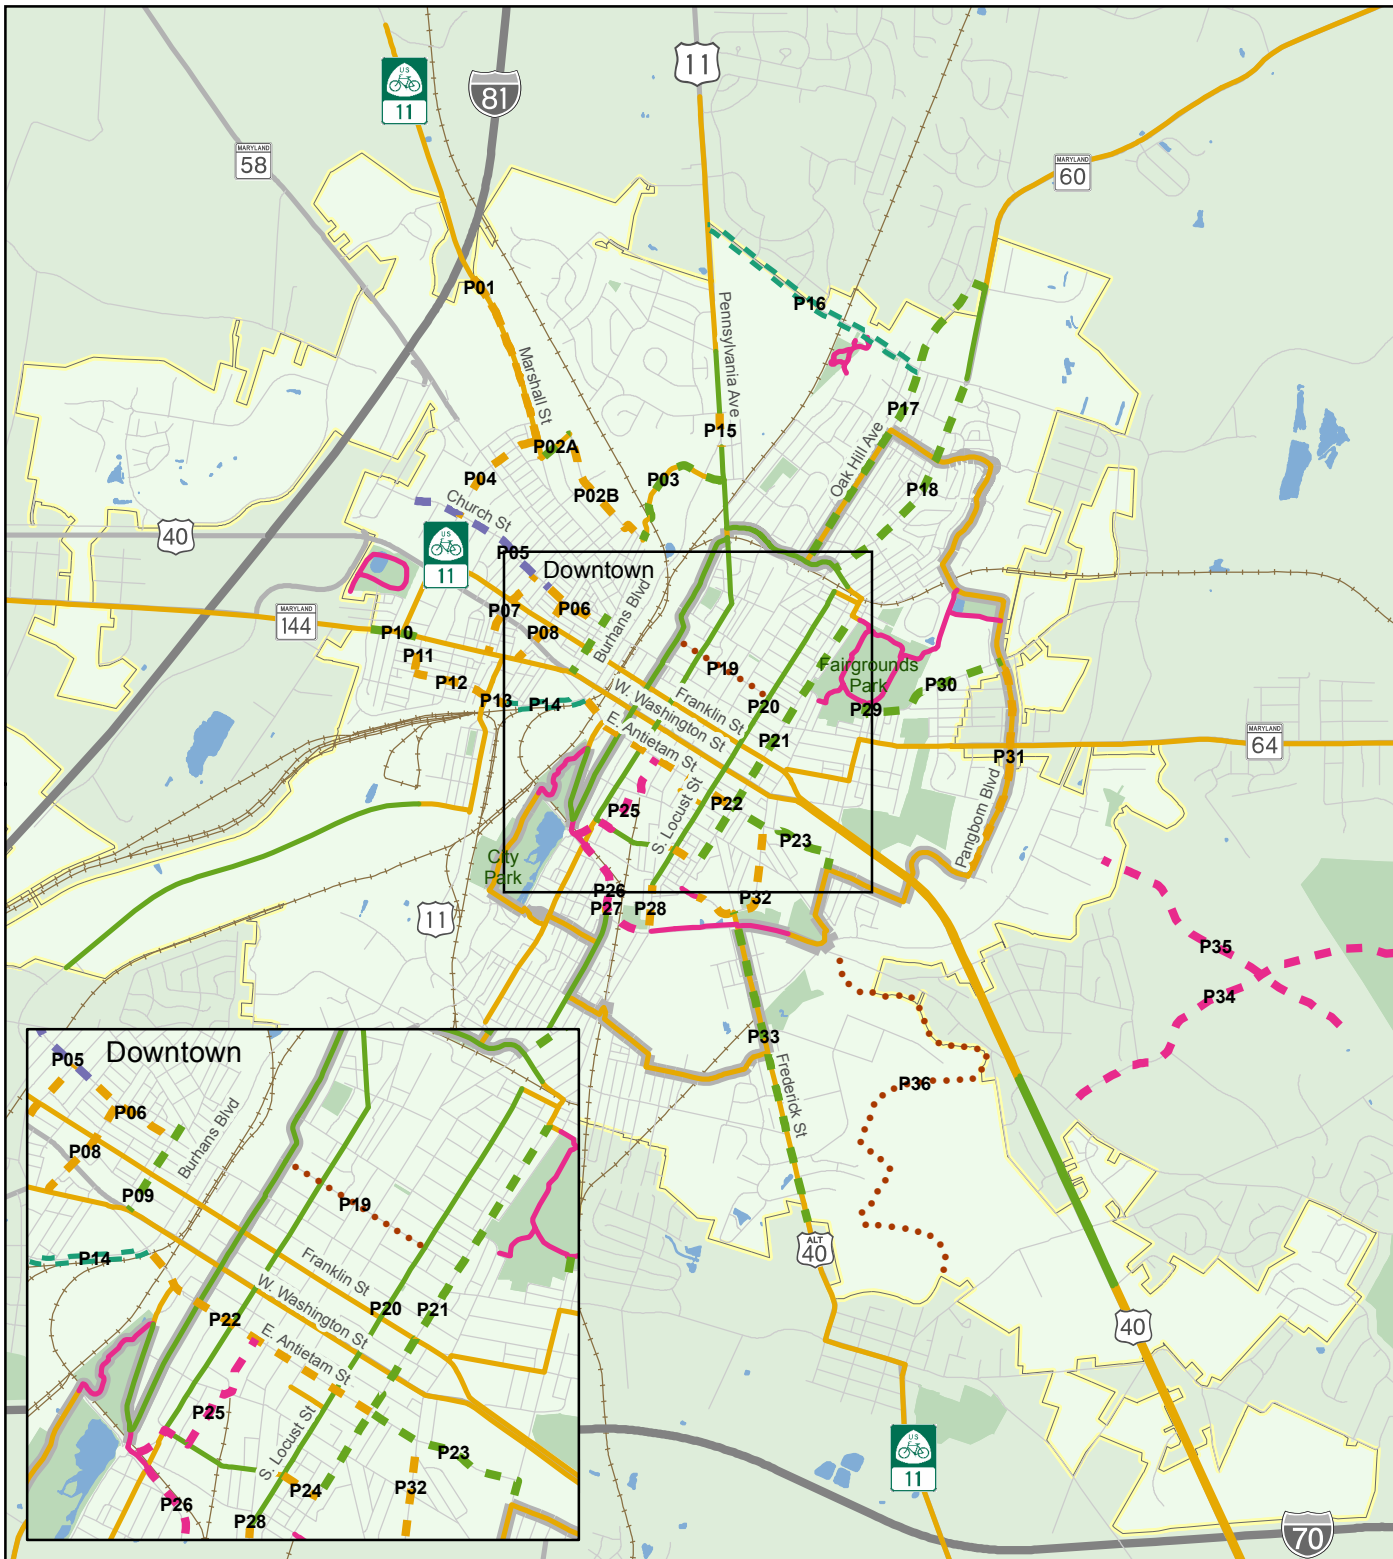 US
11
81
11
MARYLAND
58
MARYLAND
60
P01
P16
Pennsylvania Ave
Marshall St
P17
P15
Oak Hill Ave
P02A
P04
P03
P18
P02B
Church St
40
US
11
P05
Downtown
P06
P07
Burhans Blvd
MARYLAND
144
P10
P08
P11
P19
Fairgrounds
Park
P12
P30
P13
P14
Franklin St
P20
P29
W. Washington St
E. Antietam St
P21
MARYLAND
64
P31
P22
P25
S. Locust St
Pangborn Blvd
P23
City
Park
P26
P32
P27
P28
11
P35
P34
P33
Frederick St
P36
Downtown
P05
P06
Burhans Blvd
P08
P09
P19
P14
Franklin St
W. Washington St
P20
P21
P22
E. Antietam St
P25
S. Locust St
P23
P24
P32
P26
P28
ALT
40
40
US
11
70